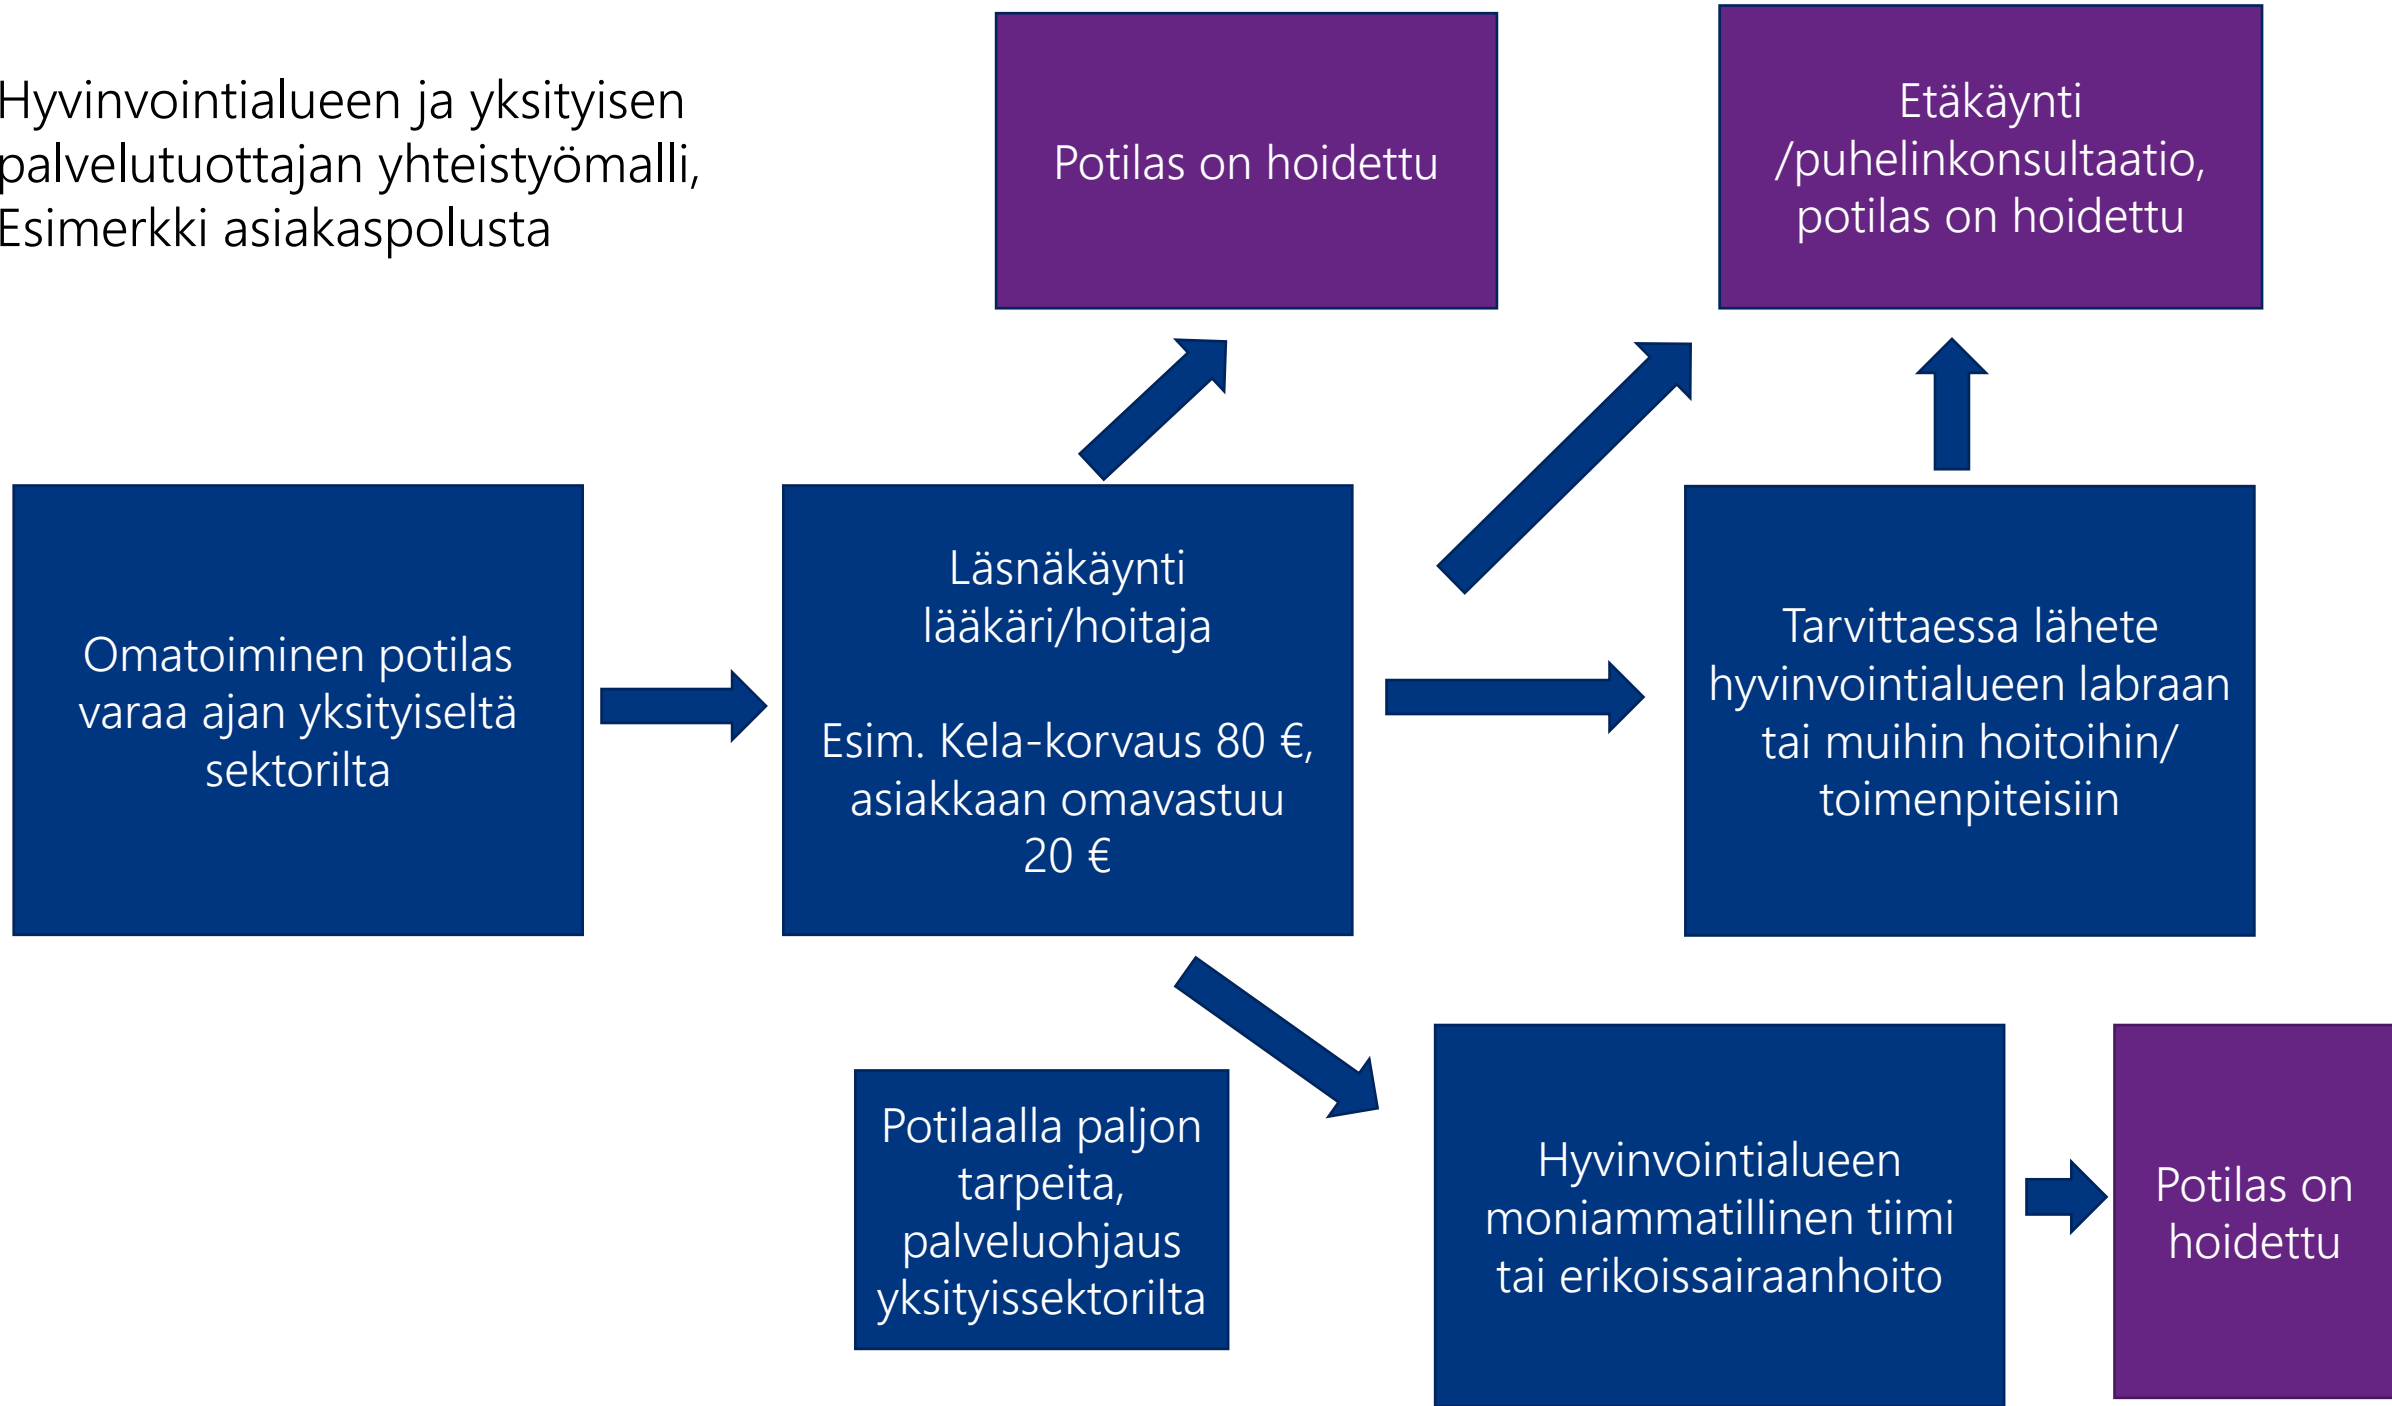 Hyvinvointialueen ja yksityisen
palvelutuottajan yhteistyömalli,
Esimerkki asiakaspolusta
Potilas on hoidettu
Etäkäynti
/puhelinkonsultaatio,
potilas on hoidettu
Omatoiminen potilas
varaa ajan yksityiseltä
sektorilta
Läsnäkäynti
lääkäri/hoitaja
Esim. Kela-korvaus 80 €,
asiakkaan omavastuu
20 €
Tarvittaessa lähete
hyvinvointialueen labraan
tai muihin hoitoihin/
toimenpiteisiin
Potilaalla paljon
tarpeita,
palveluohjaus
yksityissektorilta
Hyvinvointialueen
moniammatillinen tiimi
tai erikoissairaanhoito
Potilas on
hoidettu